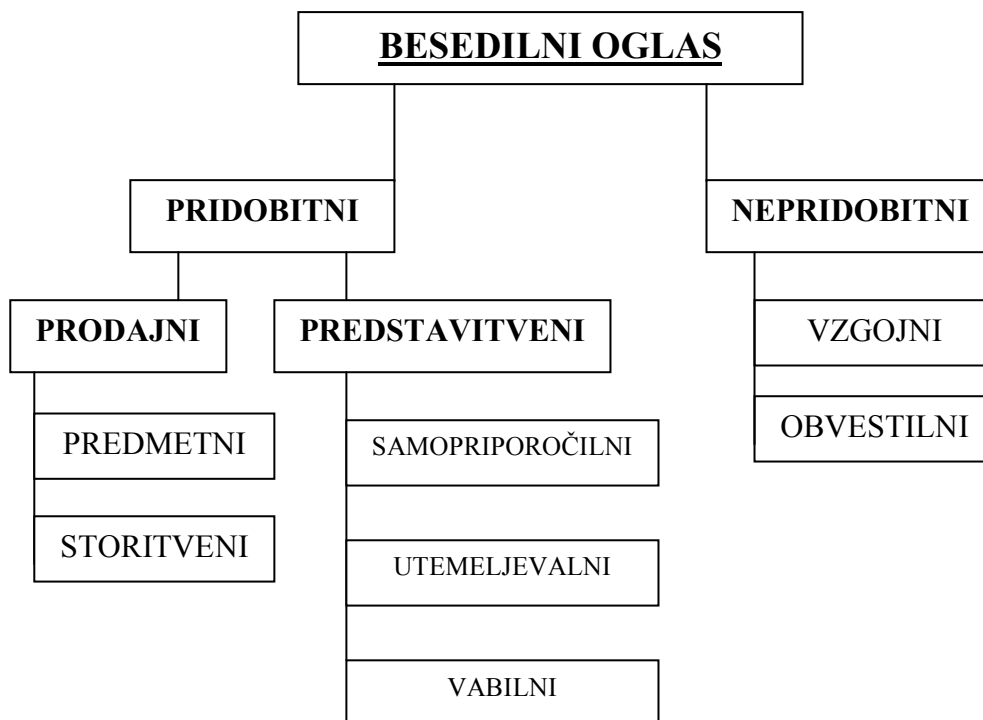 BESEDILNI OGLAS
PRIDOBITNI
NEPRIDOBITNI
PRODAJNI
PREDSTAVITVENI
VZGOJNI
PREDMETNI
SAMOPRIPOROČILNI
OBVESTILNI
STORITVENI
UTEMELJEVALNI
VABILNI